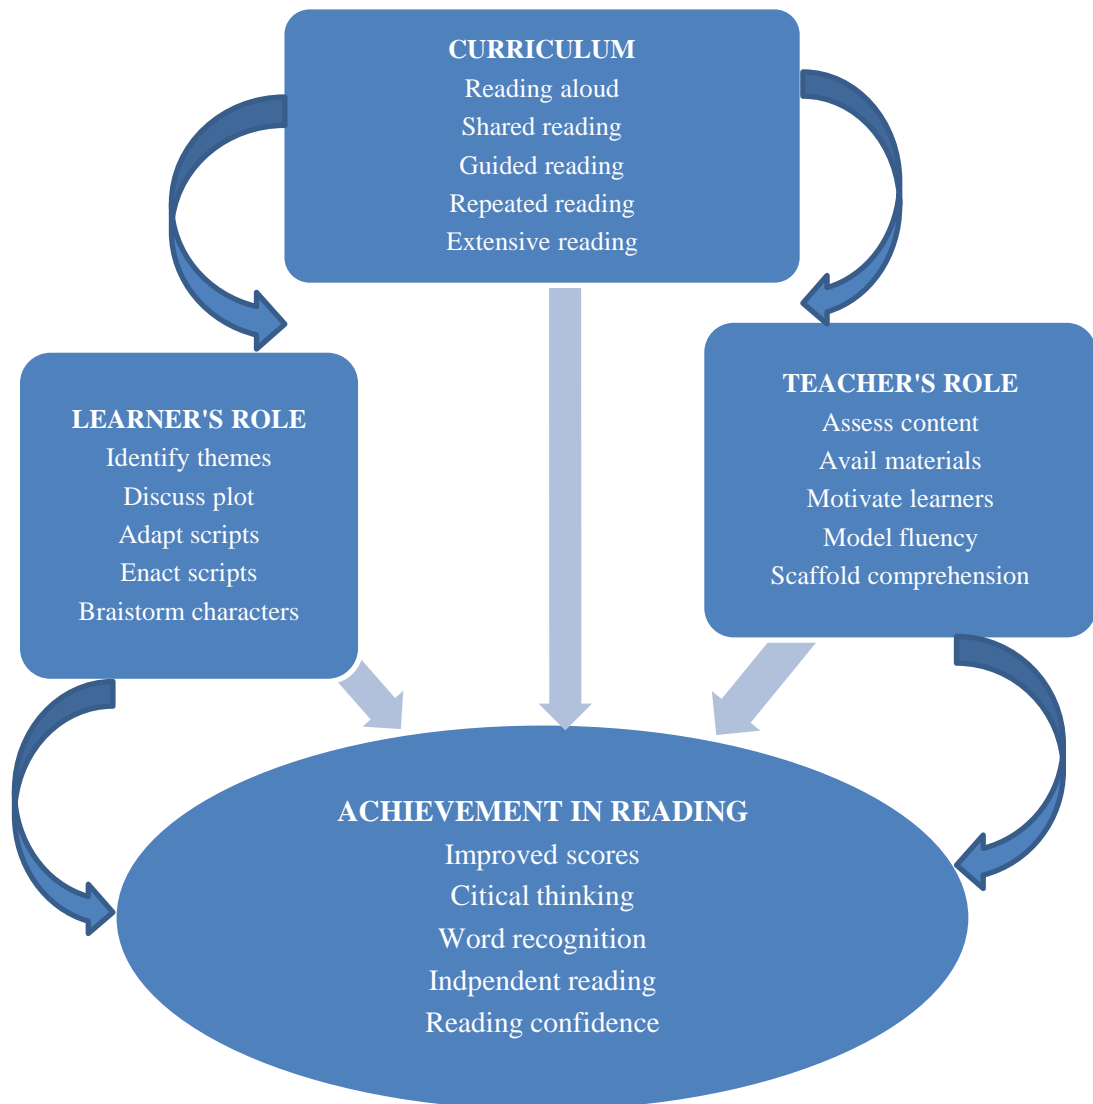 CURRICULUM
Reading aloud
Shared reading
Guided reading
Repeated reading
Extensive reading
LEARNER'S ROLE
Identify themes
Discuss plot
Adapt scripts
Enact scripts
Braistorm characters
TEACHER'S ROLE
Assess content
Avail materials
Motivate learners
Model fluency
Scaffold comprehension
ACHIEVEMENT IN READING
Improved scores
Citical thinking
Word recognition
Indpendent reading
Reading confidence